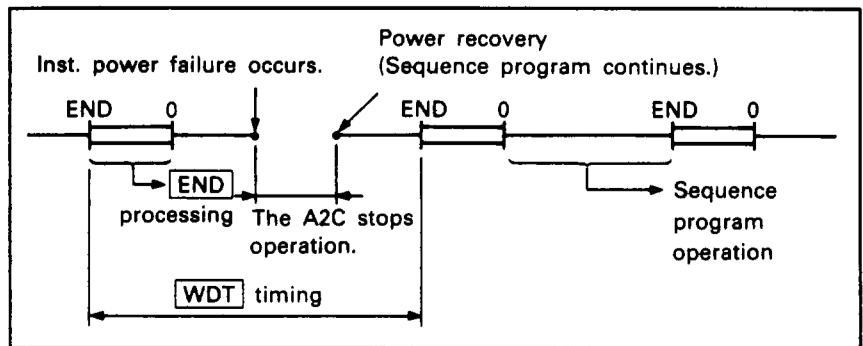 Power recovery
Inst. power failure occurs.
(Sequence program continues.)
END 0
END 0
END 0
END
processing
The A2C stops
operation.
Sequence
program
operation
WDT timing